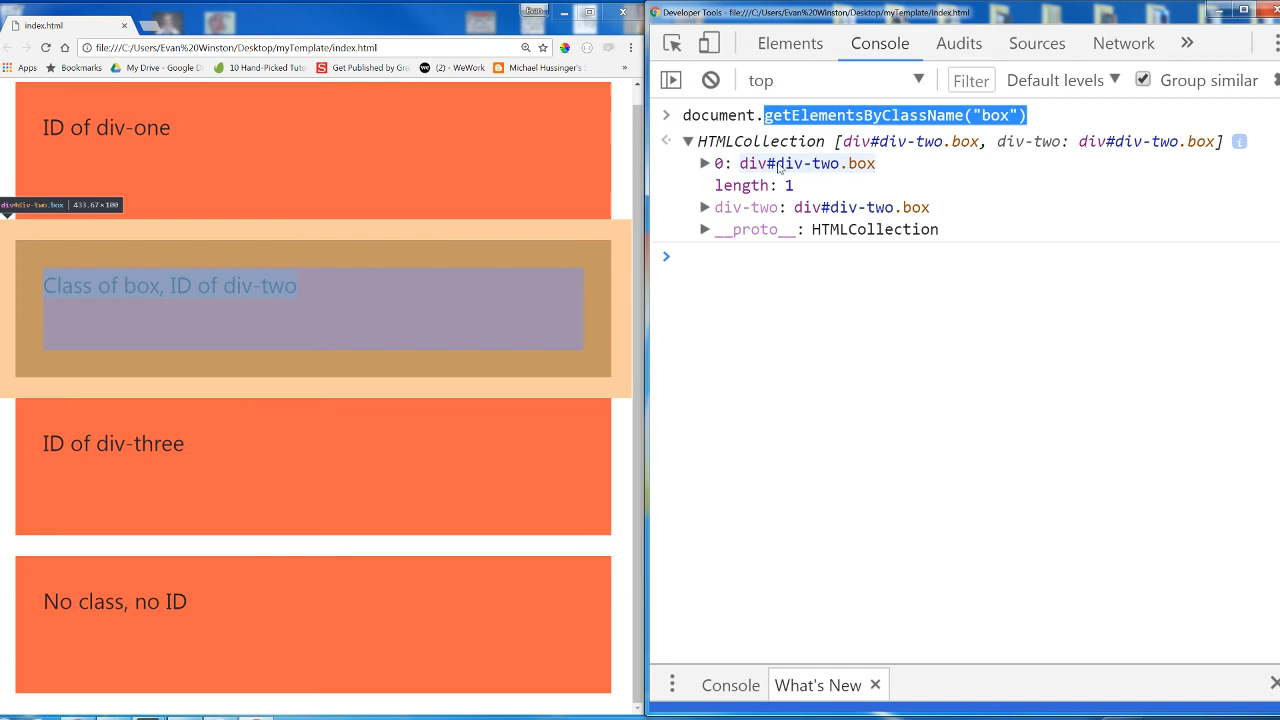 index.html
Evan
file:///C:/Users/Evan%20Winston/Desktop/myTemplate/index.html
Apps Bookmarks My Drive - Google D 10 Hand-Picked Tuto Get Published by Gra (2) - WeWork Michael Hussinger's S »
ID of div-one
div#div-two.box | 433.67×100
Class of box, ID of div-two
ID of div-three
No class, no ID
Developer Tools - file:///C:/Users/Evan%20Winston/Desktop/myTemplate/index.html
Elements Console Audits Sources Network »
top Filter Default levels Group similar
document.getElementsByClassName("box")
HTMLCollection [div#div-two.box, div-two: div#div-two.box]
0: div#div-two.box
length: 1
div-two: div#div-two.box
__proto__: HTMLCollection
Console What's New